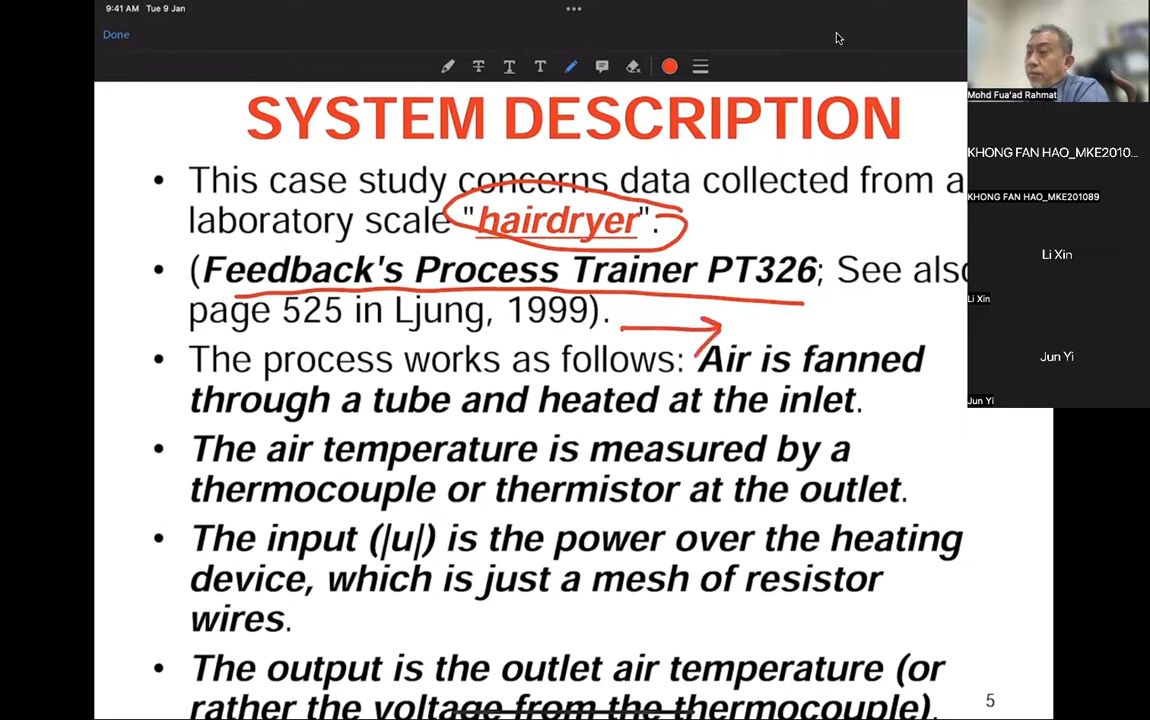 9:41 AM Tue 9 Jan
Done
SYSTEM DESCRIPTION
• This case study concerns data collected from a
laboratory scale "hairdryer".
• (Feedback's Process Trainer PT326; See also
page 525 in Ljung, 1999).
• The process works as follows: Air is fanned
through a tube and heated at the inlet.
• The air temperature is measured by a
thermocouple or thermistor at the outlet.
• The input (|u|) is the power over the heating
device, which is just a mesh of resistor
wires.
• The output is the outlet air temperature (or
rather the voltage from the thermocouple).
5
Mohd Fua'ad Rahmat
KHONG FAN HAO_MKE2010...
KHONG FAN HAO_MKE201089
Li Xin
Li Xin
Jun Yi
Jun Yi